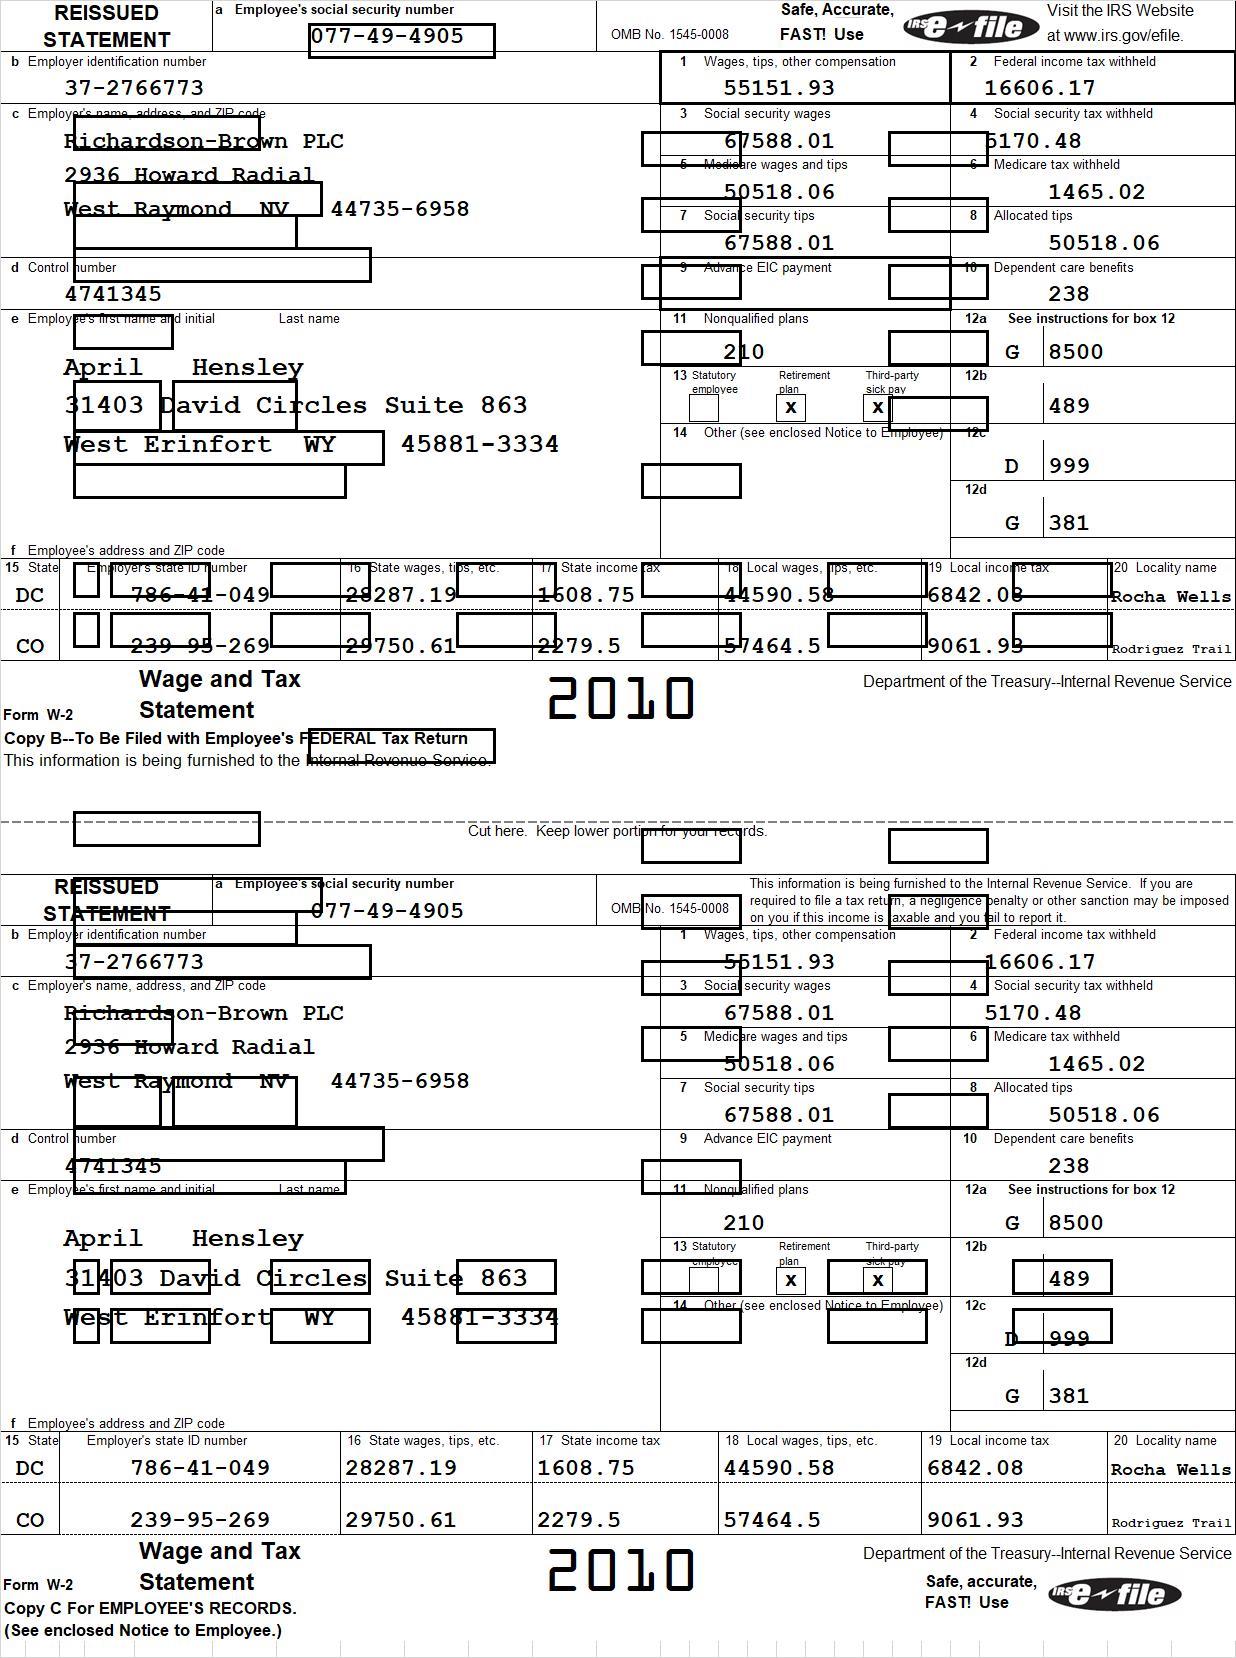 REISSUED STATEMENT
a Employee's social security number
077-49-4905
OMB No. 1545-0008
Safe, Accurate, FAST! Use
IRS e-file
Visit the IRS Website at www.irs.gov/efile.
b Employer identification number
37-2766773
1 Wages, tips, other compensation
55151.93
2 Federal income tax withheld
16606.17
c Employer's name, address, and ZIP code
Richardson-Brown PLC
2936 Howard Radial
West Raymond NV 44735-6958
3 Social security wages
67588.01
4 Social security tax withheld
5170.48
5 Medicare wages and tips
50518.06
6 Medicare tax withheld
1465.02
7 Social security tips
67588.01
8 Allocated tips
50518.06
d Control number
4741345
9 Advance EIC payment
10 Dependent care benefits
238
e Employee's first name and initial Last name
April Hensley
31403 David Circles Suite 863
West Erinfort WY 45881-3334
11 Nonqualified plans
210
12a See instructions for box 12
G 8500
13 Statutory employee Retirement plan Third-party sick pay
X X
12b
489
14 Other (see enclosed Notice to Employee)
12c
D 999
12d
G 381
f Employee's address and ZIP code
15 State Employer's state ID number 16 State wages, tips, etc. 17 State income tax 18 Local wages, tips, etc. 19 Local income tax 20 Locality name
DC 786-41-049 28287.19 1608.75 44590.58 6842.08 Rocha Wells
CO 239-95-269 29750.61 2279.5 57464.5 9061.93 Rodriguez Trail
Form W-2 Wage and Tax Statement
2010
Department of the Treasury--Internal Revenue Service
Copy B--To Be Filed with Employee's FEDERAL Tax Return
This information is being furnished to the Internal Revenue Service.
Cut here. Keep lower portion for your records.
REISSUED STATEMENT
a Employee's social security number
077-49-4905
OMB No. 1545-0008
This information is being furnished to the Internal Revenue Service. If you are
required to file a tax return, a negligence penalty or other sanction may be imposed
on you if this income is taxable and you fail to report it.
b Employer identification number
37-2766773
1 Wages, tips, other compensation
55151.93
2 Federal income tax withheld
16606.17
c Employer's name, address, and ZIP code
Richardson-Brown PLC
2936 Howard Radial
West Raymond NV 44735-6958
3 Social security wages
67588.01
4 Social security tax withheld
5170.48
5 Medicare wages and tips
50518.06
6 Medicare tax withheld
1465.02
7 Social security tips
67588.01
8 Allocated tips
50518.06
d Control number
4741345
9 Advance EIC payment
10 Dependent care benefits
238
e Employee's first name and initial Last name
April Hensley
31403 David Circles Suite 863
West Erinfort WY 45881-3334
11 Nonqualified plans
210
12a See instructions for box 12
G 8500
13 Statutory employee Retirement plan Third-party sick pay
X X
12b
489
14 Other (see enclosed Notice to Employee)
12c
D 999
12d
G 381
f Employee's address and ZIP code
15 State Employer's state ID number 16 State wages, tips, etc. 17 State income tax 18 Local wages, tips, etc. 19 Local income tax 20 Locality name
DC 786-41-049 28287.19 1608.75 44590.58 6842.08 Rocha Wells
CO 239-95-269 29750.61 2279.5 57464.5 9061.93 Rodriguez Trail
Form W-2 Wage and Tax Statement
2010
Department of the Treasury--Internal Revenue Service
Safe, accurate, FAST! Use
IRS e-file
Copy C For EMPLOYEE'S RECORDS.
(See enclosed Notice to Employee.)